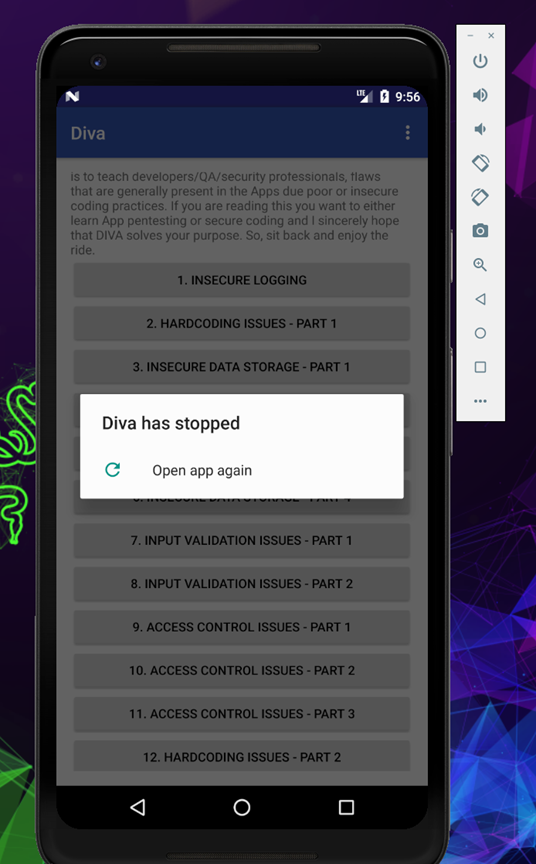 LTE
9:56
Diva
is to teach developers/QA/security professionals, flaws
that are generally present in the Apps due poor or insecure
coding practices. If you are reading this you want to either
learn App pentesting or secure coding and I sincerely hope
that DIVA solves your purpose. So, sit back and enjoy the
ride.
1. INSECURE LOGGING
2. HARDCODING ISSUES - PART 1
3. INSECURE DATA STORAGE - PART 1
Diva has stopped
Open app again
6. INSECURE DATA STORAGE - PART 4
7. INPUT VALIDATION ISSUES - PART 1
8. INPUT VALIDATION ISSUES - PART 2
9. ACCESS CONTROL ISSUES - PART 1
10. ACCESS CONTROL ISSUES - PART 2
11. ACCESS CONTROL ISSUES - PART 3
12. HARDCODING ISSUES - PART 2